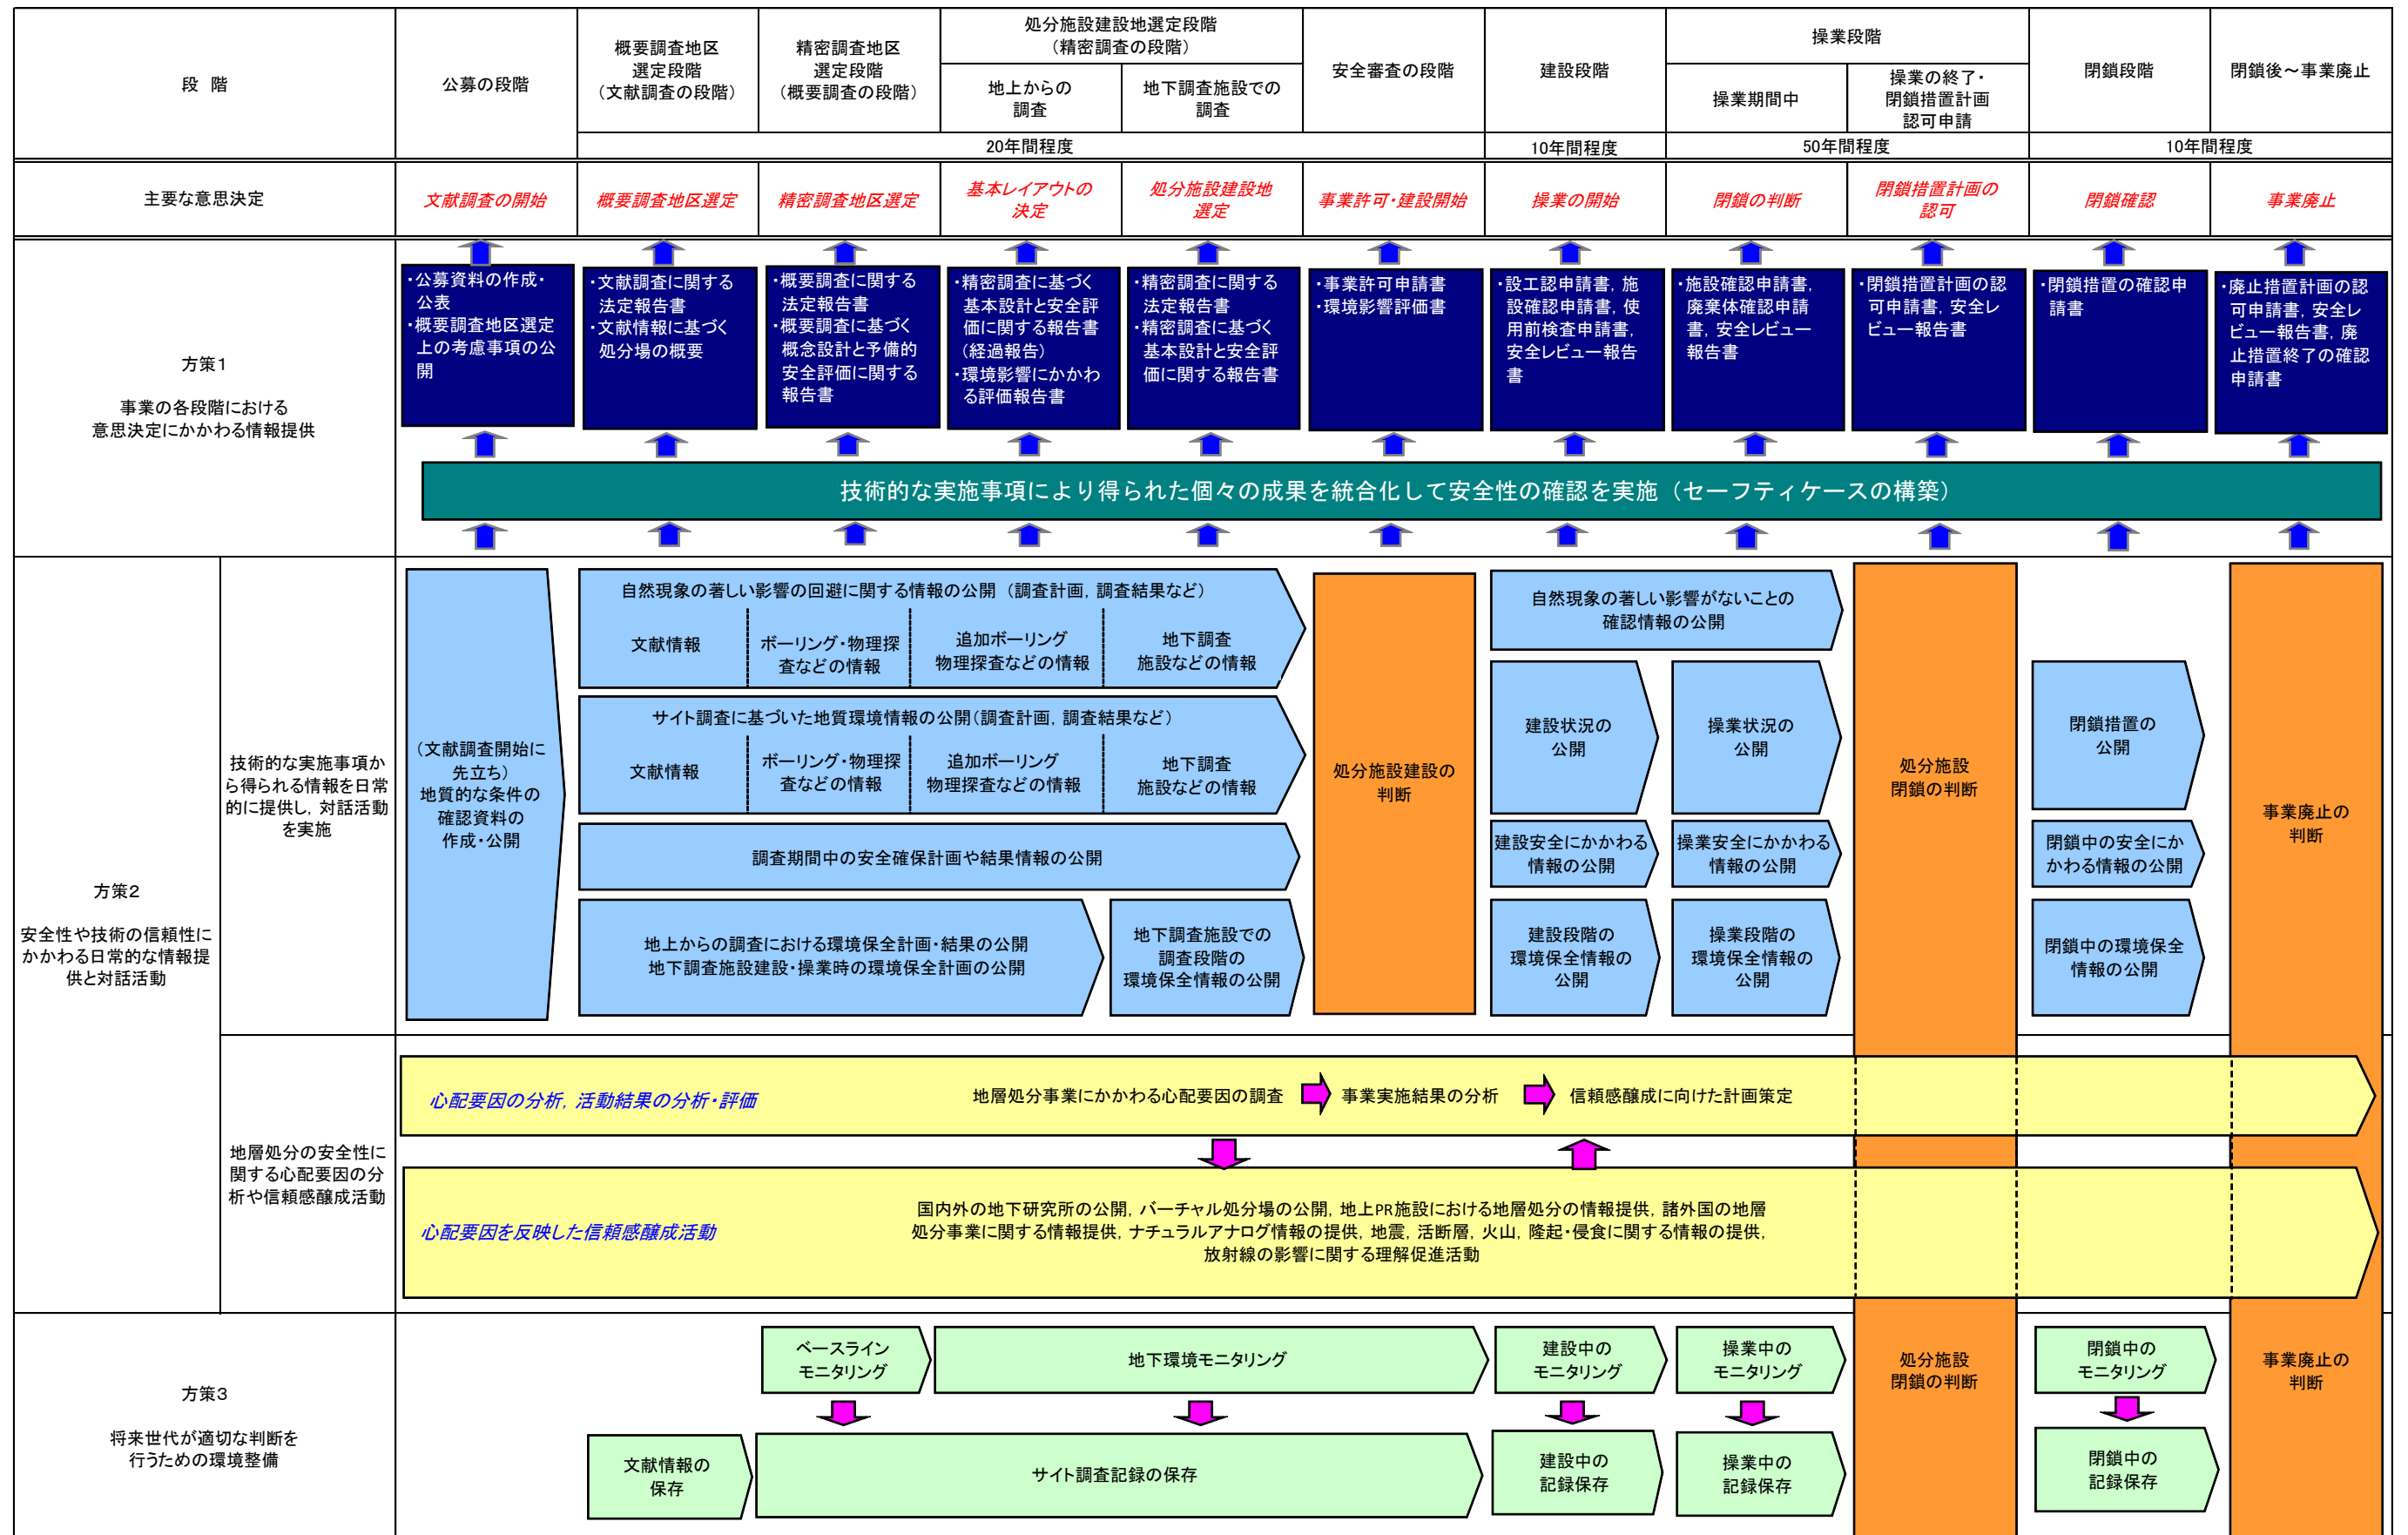 段 階
公募の段階
概要調査地区
選定段階
（文献調査の段階）
精密調査地区
選定段階
（概要調査の段階）
処分施設建設地選定段階
（精密調査の段階）
地上からの
調査
地下調査施設での
調査
安全審査の段階
建設段階
操業段階
操業期間中
操業の終了・
閉鎖措置計画
認可申請
閉鎖段階
閉鎖後～事業廃止
20年間程度
10年間程度
50年間程度
10年間程度
主要な意思決定
文献調査の開始
概要調査地区選定
精密調査地区選定
基本レイアウトの
決定
処分施設建設地
選定
事業許可・建設開始
操業の開始
閉鎖の判断
閉鎖措置計画の
認可
閉鎖確認
事業廃止
方策1
事業の各段階における
意思決定にかかわる情報提供
・公募資料の作成・
公表
・概要調査地区選定
上の考慮事項の公
開
・文献調査に関する
法定報告書
・文献情報に基づく
処分場の概要
・概要調査に関する
法定報告書
・概要調査に基づく
概念設計と予備的
安全評価に関する
報告書
・精密調査に基づく
基本設計と安全評
価に関する報告書
（経過報告）
・環境影響にかかわ
る評価報告書
・精密調査に関する
法定報告書
・精密調査に基づく
基本設計と安全評
価に関する報告書
・事業許可申請書
・環境影響評価書
・設工認申請書，施
設確認申請書，使
用前検査申請書，
安全レビュー報告
書
・施設確認申請書，
廃棄体確認申請
書，安全レビュー
報告書
・閉鎖措置計画の認
可申請書，安全レ
ビュー報告書
・閉鎖措置の確認申
請書
・廃止措置計画の認
可申請書，安全レ
ビュー報告書，廃
止措置終了の確認
申請書
技術的な実施事項により得られた個々の成果を統合化して安全性の確認を実施（セーフティケースの構築）
方策2
安全性や技術の信頼性に
かかわる日常的な情報提
供と対話活動
技術的な実施事項か
ら得られる情報を日常
的に提供し，対話活動
を実施
（文献調査開始に
先立ち）
地質的な条件の
確認資料の
作成・公開
自然現象の著しい影響の回避に関する情報の公開 （調査計画，調査結果など）
文献情報
ボーリング・物理探
査などの情報
追加ボーリング
物理探査などの情報
地下調査
施設などの情報
サイト調査に基づいた地質環境情報の公開（調査計画，調査結果など）
文献情報
ボーリング・物理探
査などの情報
追加ボーリング
物理探査などの情報
地下調査
施設などの情報
調査期間中の安全確保計画や結果情報の公開
地上からの調査における環境保全計画・結果の公開
地下調査施設建設・操業時の環境保全計画の公開
地下調査施設での
調査段階の
環境保全情報の公開
処分施設建設の
判断
自然現象の著しい影響がないことの
確認情報の公開
建設状況の
公開
操業状況の
公開
建設安全にかかわる
情報の公開
操業安全にかかわる
情報の公開
建設段階の
環境保全情報の
公開
操業段階の
環境保全情報の
公開
処分施設
閉鎖の判断
閉鎖措置の
公開
閉鎖中の安全にか
かわる情報の公開
閉鎖中の環境保全
情報の公開
事業廃止の
判断
地層処分の安全性に
関する心配要因の分
析や信頼感醸成活動
心配要因の分析，活動結果の分析・評価
地層処分事業にかかわる心配要因の調査
事業実施結果の分析
信頼感醸成に向けた計画策定
心配要因を反映した信頼感醸成活動
国内外の地下研究所の公開，バーチャル処分場の公開，地上PR施設における地層処分の情報提供，諸外国の地層
処分事業に関する情報提供，ナチュラルアナログ情報の提供，地震，活断層，火山，隆起・侵食に関する情報の提供，
放射線の影響に関する理解促進活動
方策3
将来世代が適切な判断を
行うための環境整備
ベースライン
モニタリング
地下環境モニタリング
建設中の
モニタリング
操業中の
モニタリング
処分施設
閉鎖の判断
閉鎖中の
モニタリング
事業廃止の
判断
文献情報の
保存
サイト調査記録の保存
建設中の
記録保存
操業中の
記録保存
閉鎖中の
記録保存